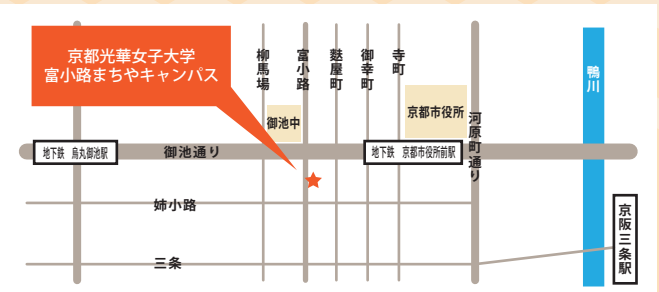 京都光華女子大学
富小路まちやキャンパス
柳馬場
富小路
麩屋町
御幸町
寺町
御池中
京都市役所
河原町通り
鴨川
地下鉄 烏丸御池駅
御池通り
地下鉄 京都市役所前駅
姉小路
三条
京阪三条駅